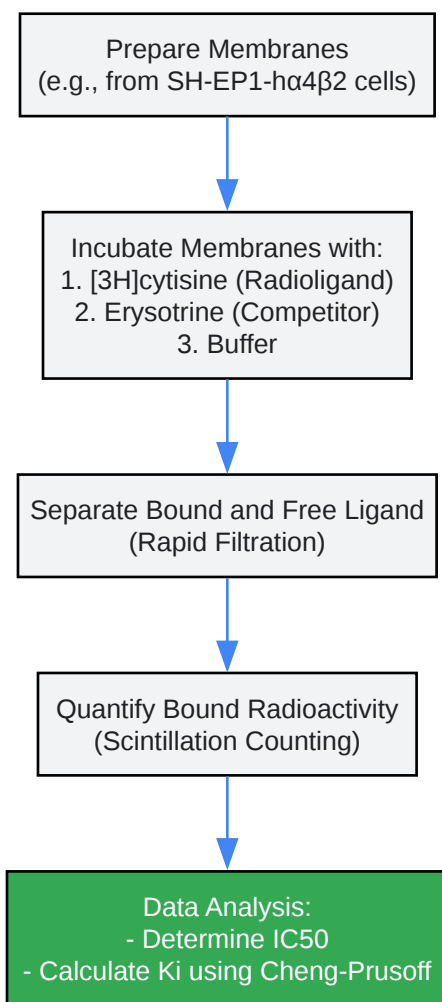 Prepare Membranes
(e.g., from SH-EP1-hα4β2 cells)
Incubate Membranes with:
1. [3H]cytisine (Radioligand)
2. Erysotrine (Competitor)
3. Buffer
Separate Bound and Free Ligand
(Rapid Filtration)
Quantify Bound Radioactivity
(Scintillation Counting)
Data Analysis:
- Determine IC50
- Calculate Ki using Cheng-Prusoff